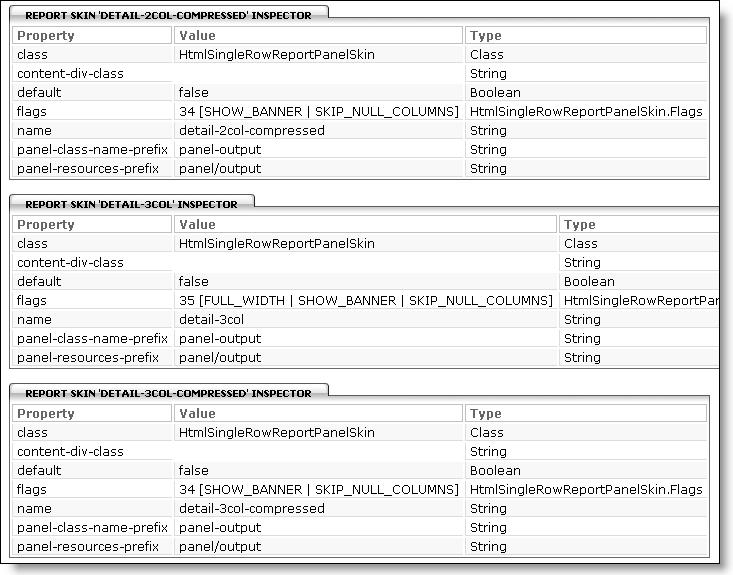 REPORT SKIN 'DETAIL-2COL-COMPRESSED' INSPECTOR
Property Value Type
class HtmlSingleRowReportPanelSkin Class
content-div-class String
default false Boolean
flags 34 [SHOW_BANNER | SKIP_NULL_COLUMNS] HtmlSingleRowReportPanelSkin.Flags
name detail-2col-compressed String
panel-class-name-prefix panel-output String
panel-resources-prefix panel/output String
REPORT SKIN 'DETAIL-3COL' INSPECTOR
Property Value Type
class HtmlSingleRowReportPanelSkin Class
content-div-class String
default false Boolean
flags 35 [FULL_WIDTH | SHOW_BANNER | SKIP_NULL_COLUMNS] HtmlSingleRowReportPan
name detail-3col String
panel-class-name-prefix panel-output String
panel-resources-prefix panel/output String
REPORT SKIN 'DETAIL-3COL-COMPRESSED' INSPECTOR
Property Value Type
class HtmlSingleRowReportPanelSkin Class
content-div-class String
default false Boolean
flags 34 [SHOW_BANNER | SKIP_NULL_COLUMNS] HtmlSingleRowReportPanelSkin.Flags
name detail-3col-compressed String
panel-class-name-prefix panel-output String
panel-resources-prefix panel/output String